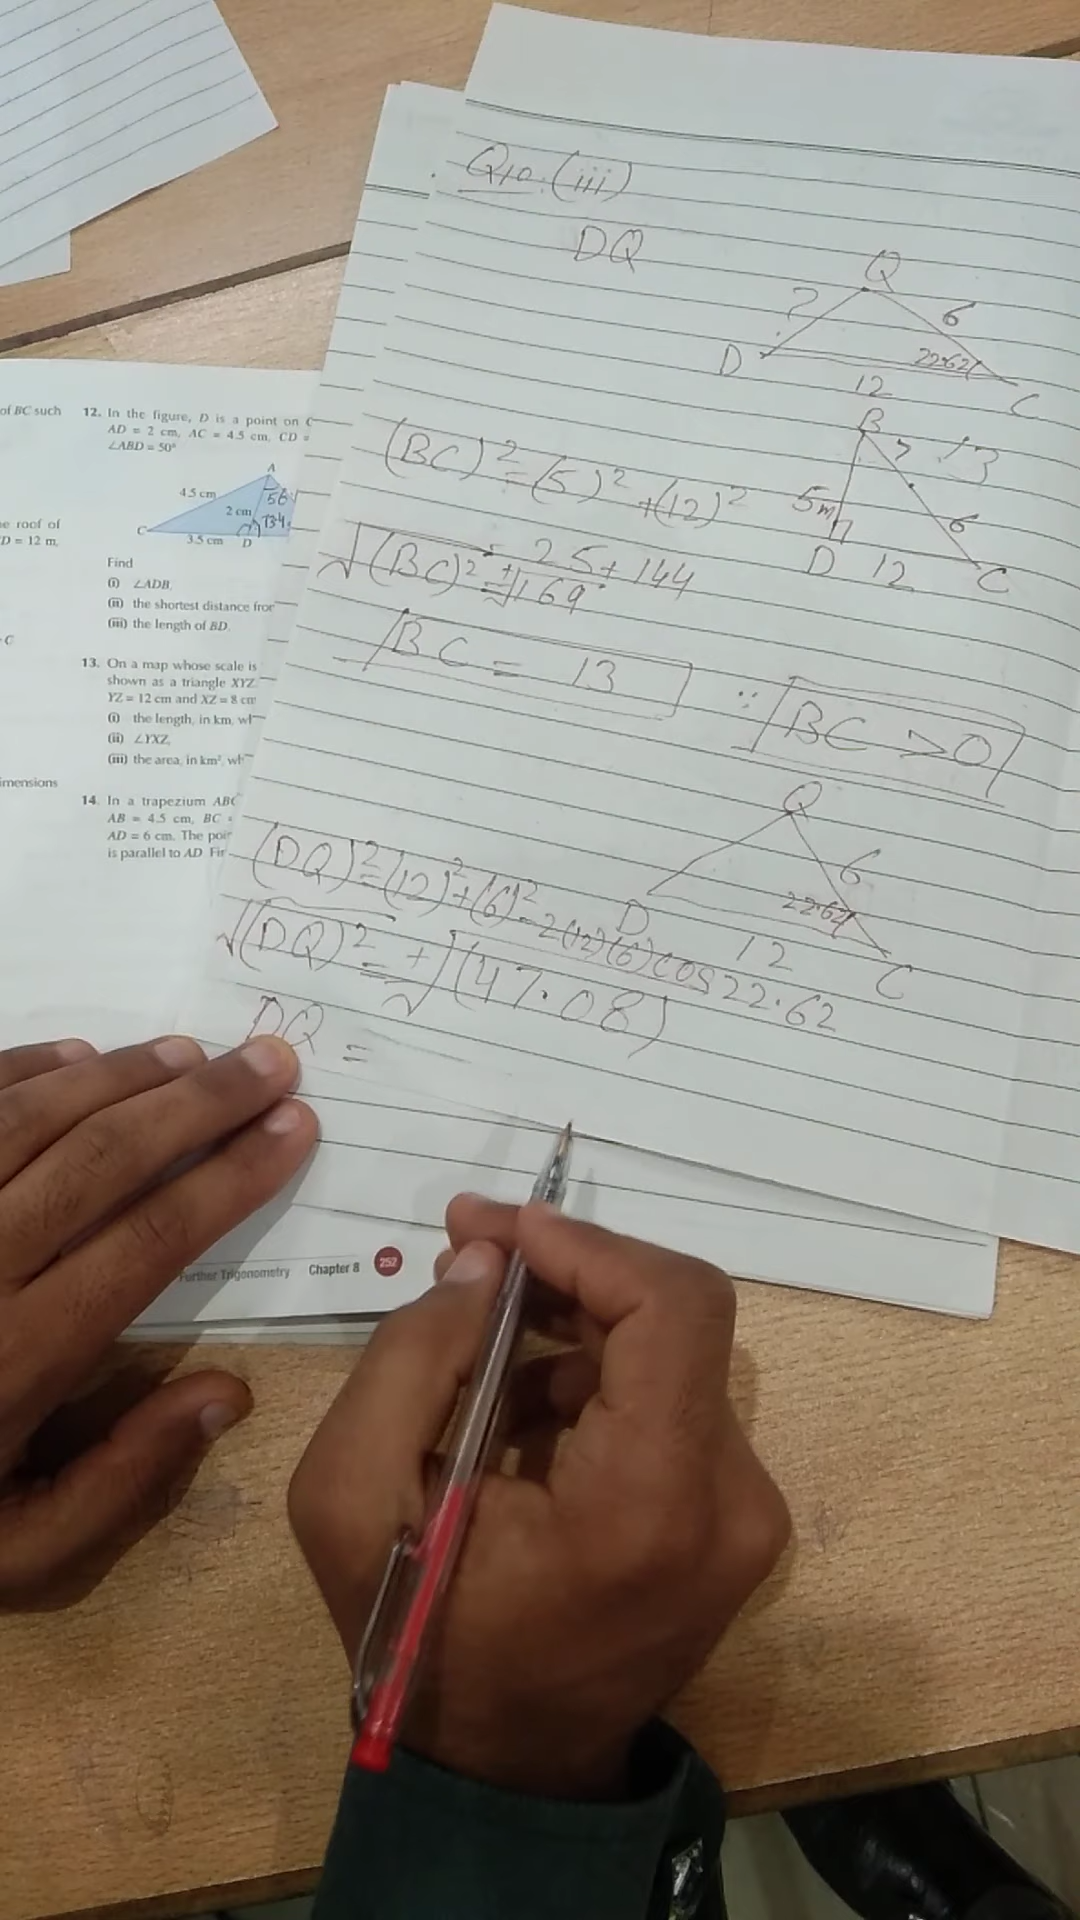 Q10.(iii)
DQ
Q
?
6
D
22.62
12
C
(BC)² = (5)² + (12)²
B
7
13
5m
6
D 12 C
= 25 + 144
√(BC)² = ±√169
BC = 13
∵ BC > 0
Q
6
D
22.62
12
C
(DQ)² = (12)² + (6)² - 2(12)(6) cos 22.62
√(DQ)² = ±√(47.08)
DQ =
of BC such
e roof of
D = 12 m,
C
imensions
12. In the figure, D is a point on
AD = 2 cm, AC = 4.5 cm, CD =
∠ABD = 50°
A
4.5 cm
56
2 cm
134
C
3.5 cm D
Find
(i) ∠ADB,
(ii) the shortest distance
(iii) the length of BD.
13. On a map whose scale is
shown as a triangle XYZ.
YZ = 12 cm and XZ = 8 cm
(i) the length, in km,
(ii) ∠YXZ,
(iii) the area, in km²,
14. In a trapezium
AB = 4.5 cm, BC
AD = 6 cm. The
is parallel to AD.
Further Trigonometry Chapter 8 252